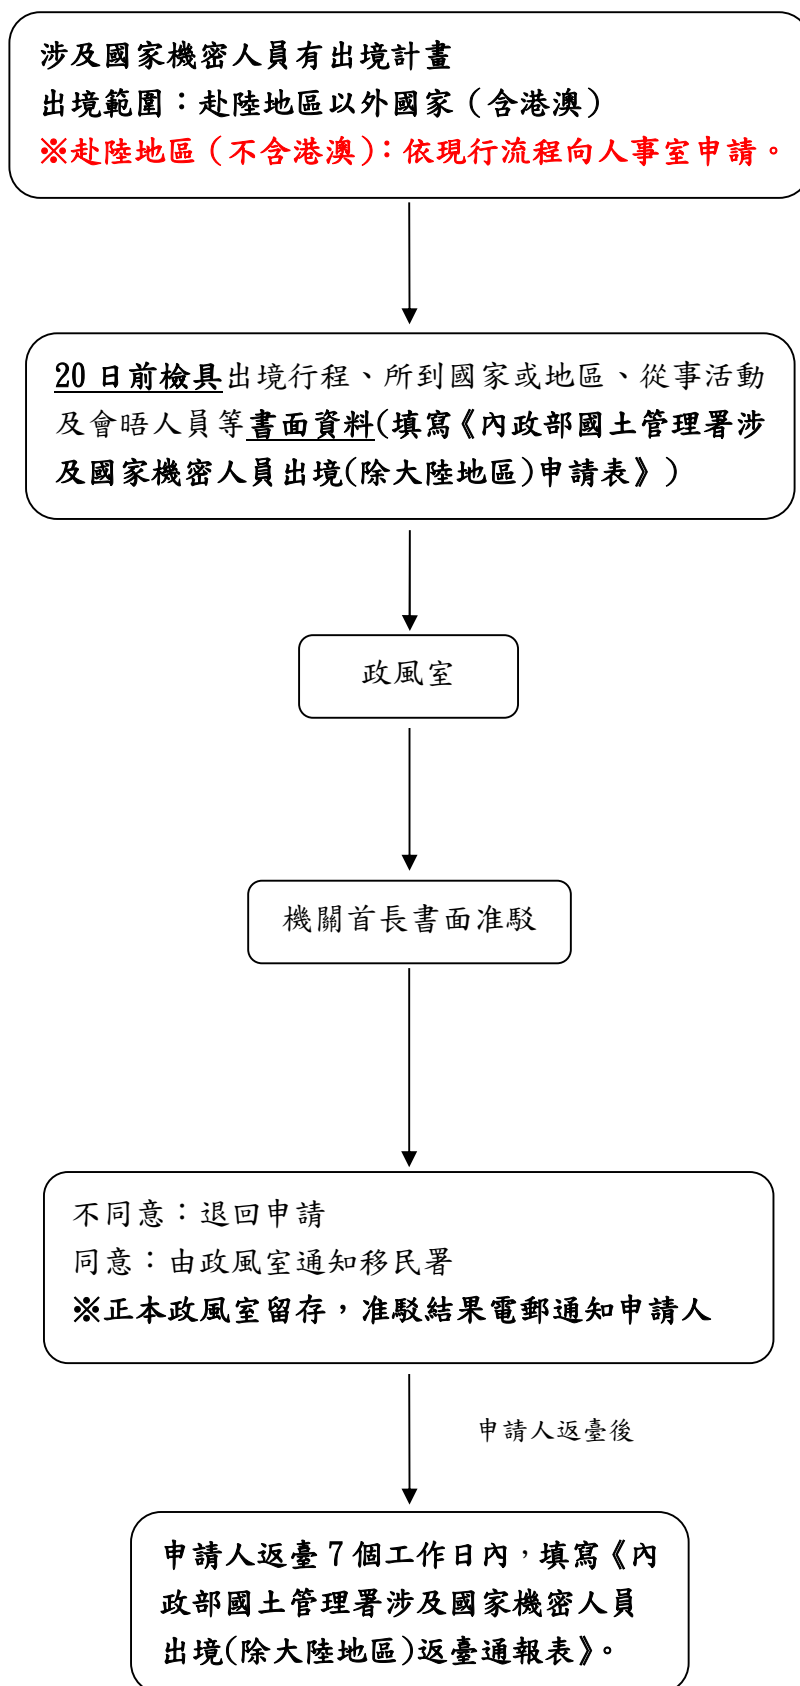 涉及國家機密人員有出境計畫
出境範圍：赴陸地區以外國家（含港澳）
※赴陸地區（不含港澳）：依現行流程向人事室申請。
20 日前檢具出境行程、所到國家或地區、從事活動
及會晤人員等書面資料(填寫《內政部國土管理署涉
及國家機密人員出境(除大陸地區)申請表》)
政風室
機關首長書面准駁
不同意：退回申請
同意：由政風室通知移民署
※正本政風室留存，准駁結果電郵通知申請人
申請人返臺後
申請人返臺 7 個工作日內，填寫《內
政部國土管理署涉及國家機密人員
出境(除大陸地區)返臺通報表》。